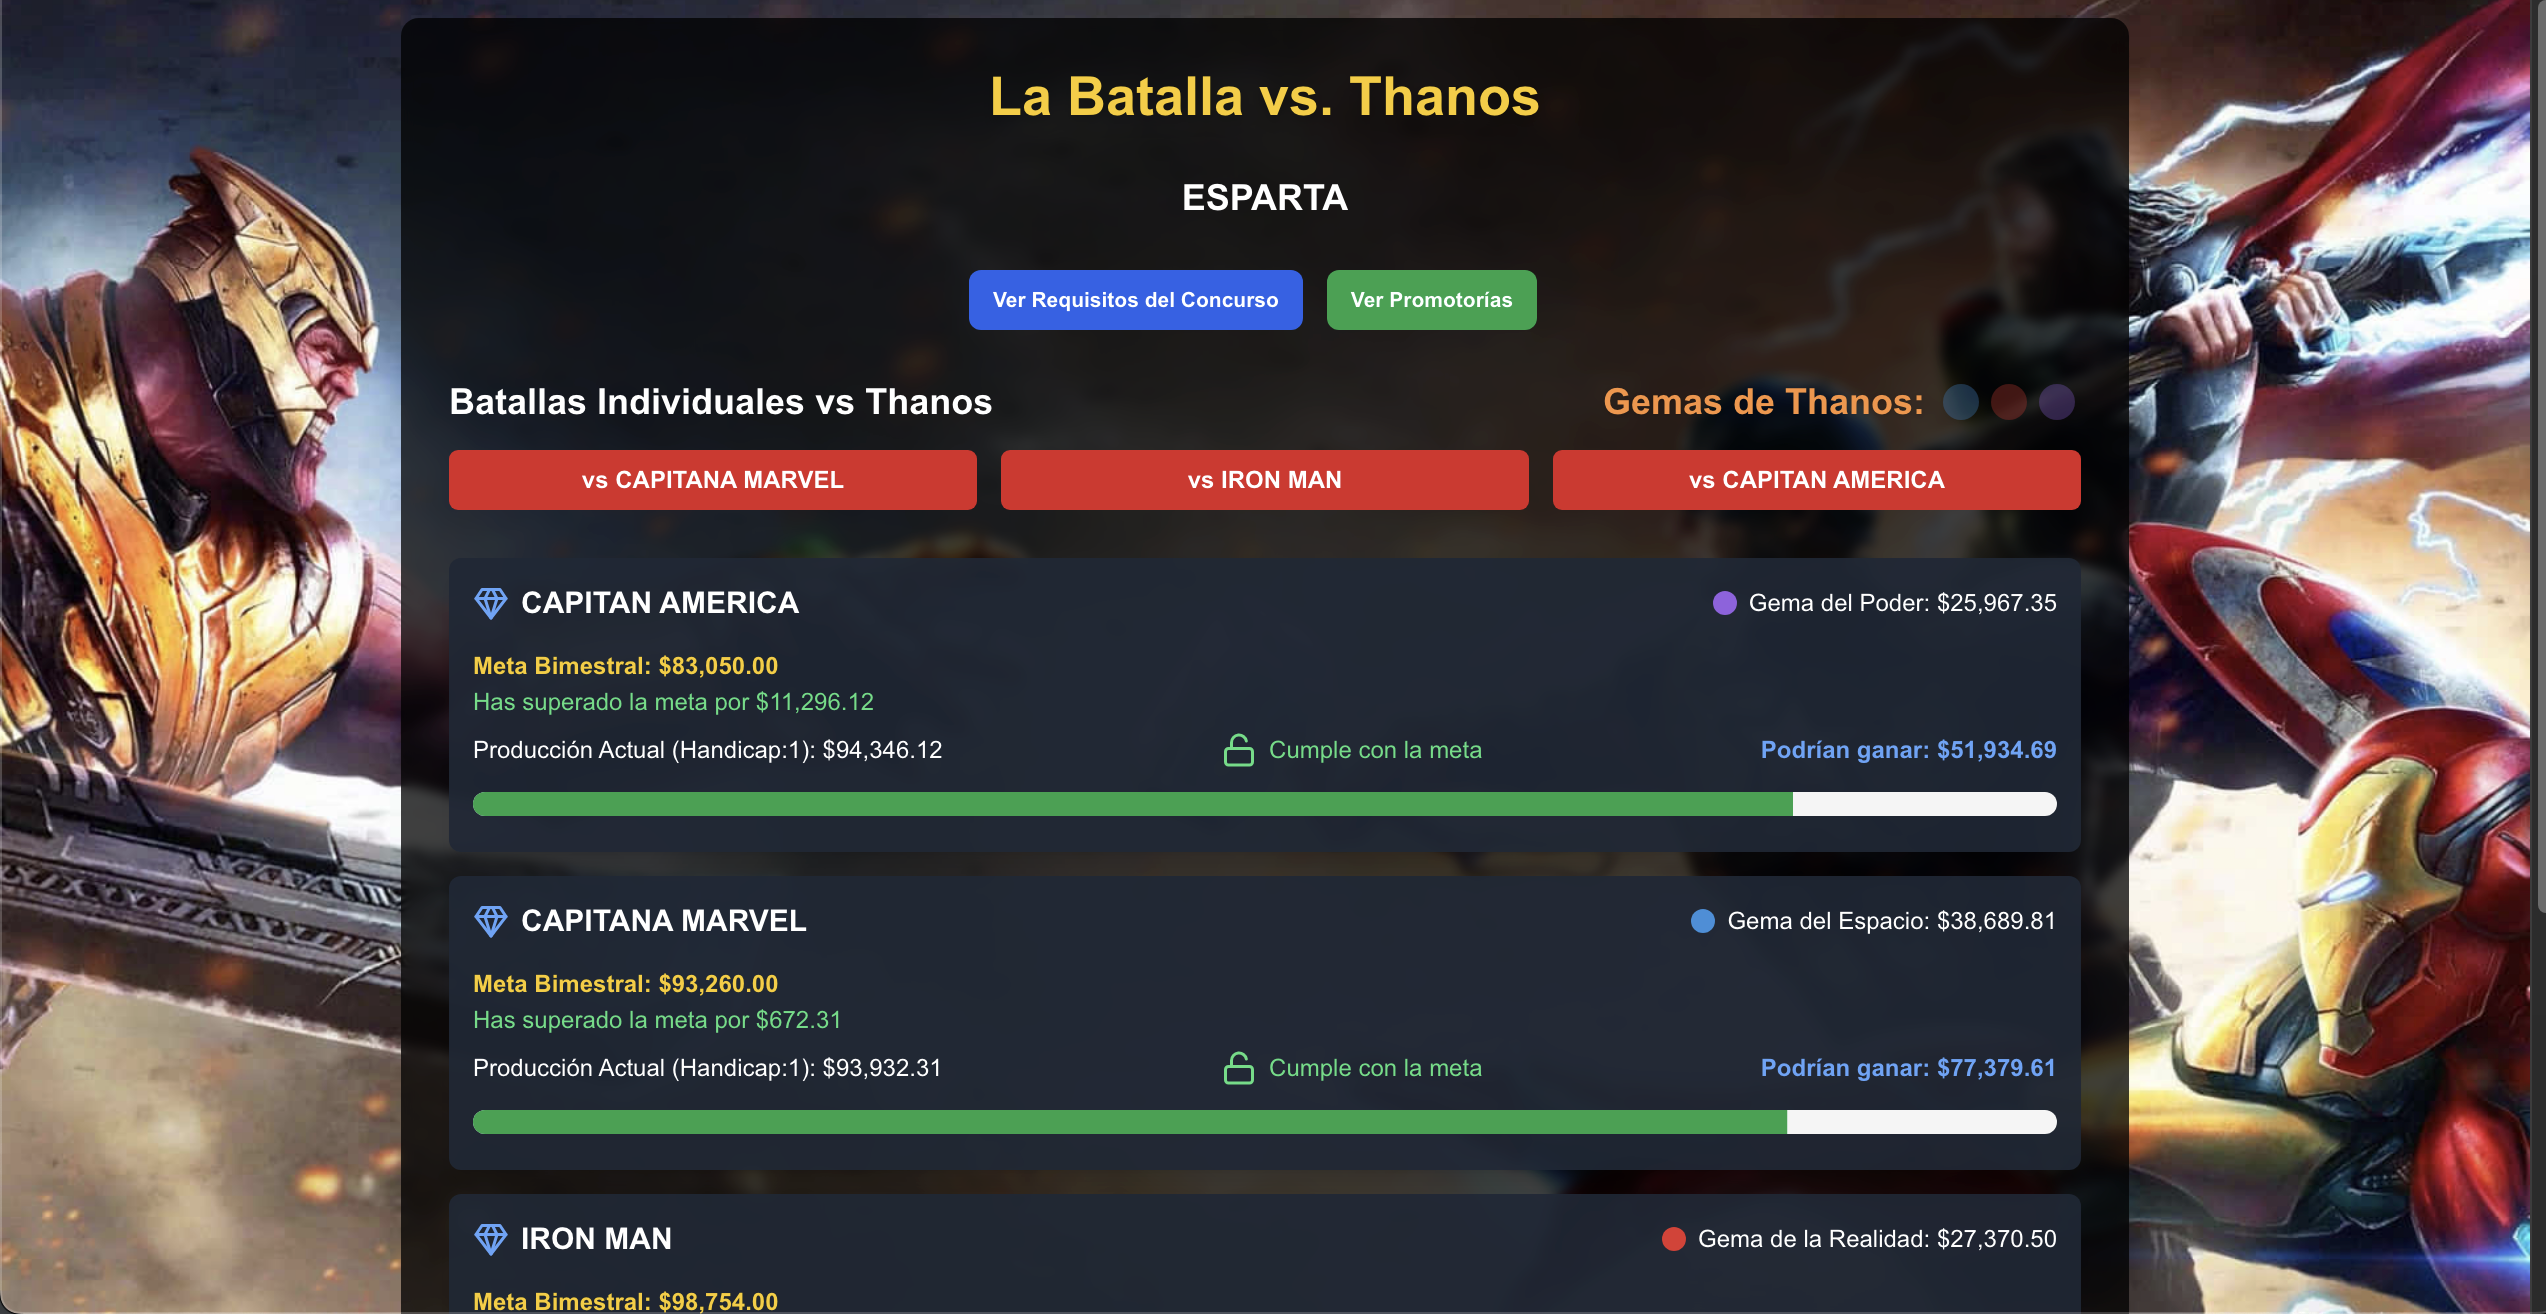 La Batalla vs. Thanos
ESPARTA
Ver Requisitos del Concurso
Ver Promotorías
Batallas Individuales vs Thanos
Gemas de Thanos:
vs CAPITANA MARVEL
vs IRON MAN
vs CAPITAN AMERICA
CAPITAN AMERICA
Gema del Poder: $25,967.35
Meta Bimestral: $83,050.00
Has superado la meta por $11,296.12
Producción Actual (Handicap:1): $94,346.12
Cumple con la meta
Podrían ganar: $51,934.69
CAPITANA MARVEL
Gema del Espacio: $38,689.81
Meta Bimestral: $93,260.00
Has superado la meta por $672.31
Producción Actual (Handicap:1): $93,932.31
Cumple con la meta
Podrían ganar: $77,379.61
IRON MAN
Gema de la Realidad: $27,370.50
Meta Bimestral: $98,754.00